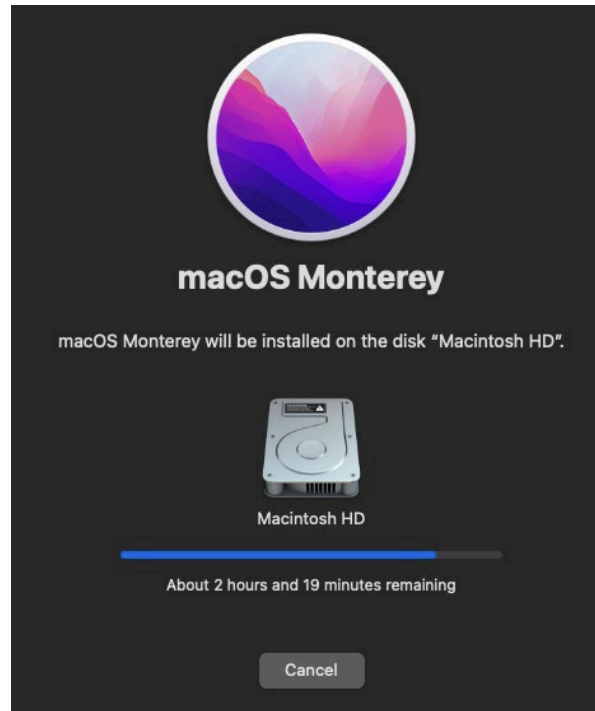 macOS Monterey
macOS Monterey will be installed on the disk “Macintosh HD”.
Macintosh HD
About 2 hours and 19 minutes remaining
Cancel